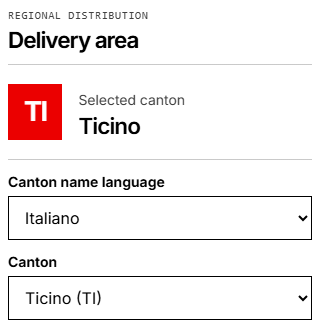 REGIONAL DISTRIBUTION
Delivery area
TI
Selected canton
Ticino
Canton name language
Italiano
Canton
Ticino (TI)